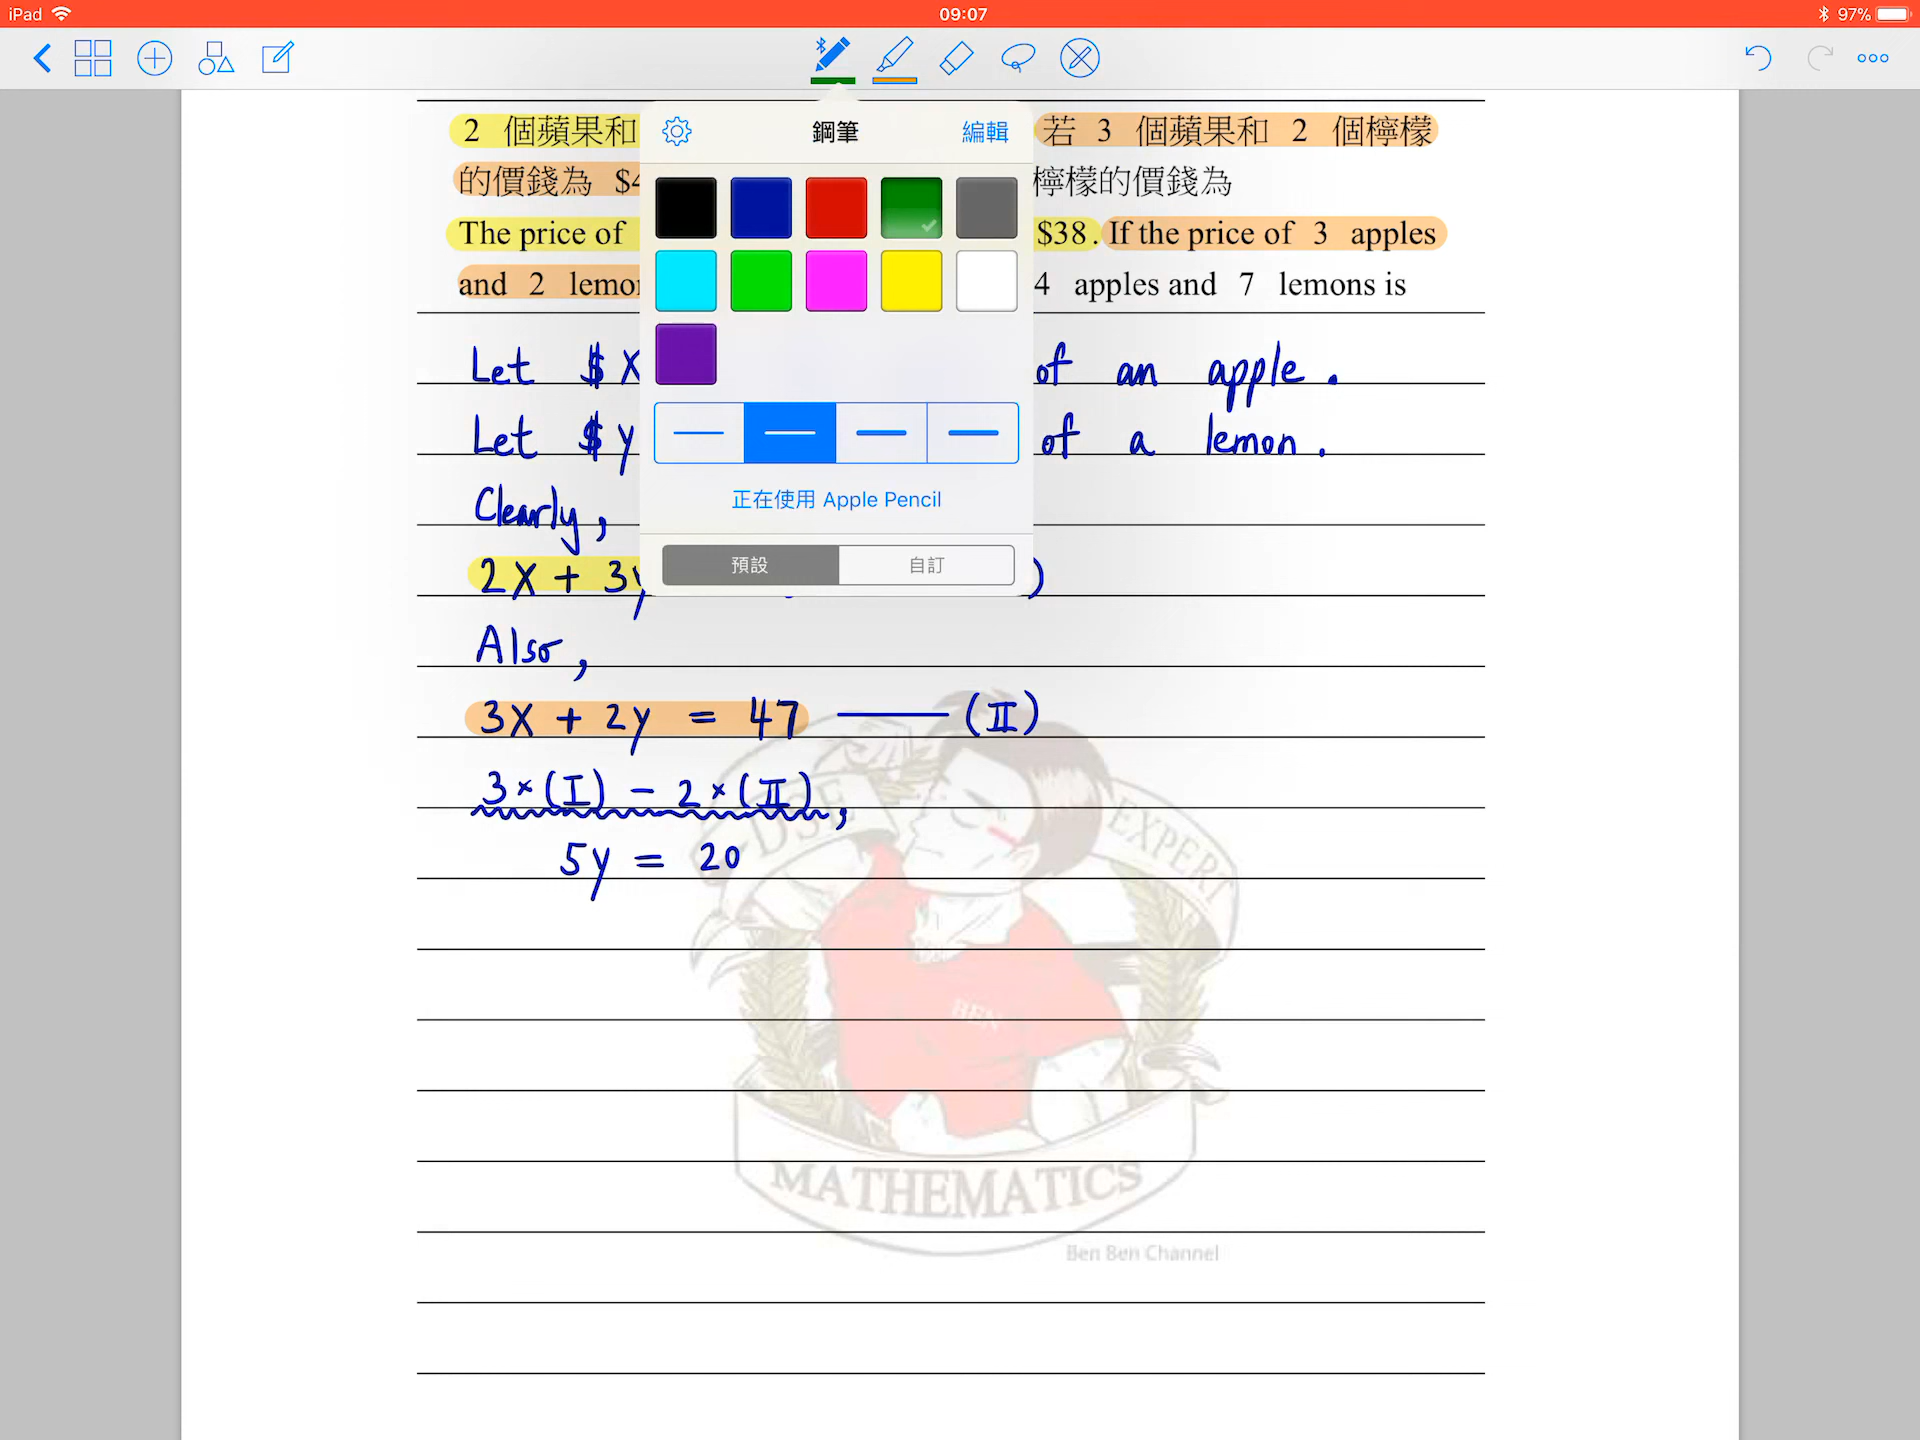 iPad 09:07 97%
鋼筆 編輯
2 個蘋果和 若 3 個蘋果和 2 個檸檬
的價錢為 $4 檸檬的價錢為
The price of $38. If the price of 3 apples
and 2 lemo 4 apples and 7 lemons is
Let $x of an apple.
Let $y of a lemon.
正在使用 Apple Pencil
Clearly,
預設 自訂
2x + 3y )
Also,
3x + 2y = 47 —— (II)
3×(I) − 2×(II),
5y = 20
DSE EXPERT
BEN
MATHEMATICS
Ben Ben Channel